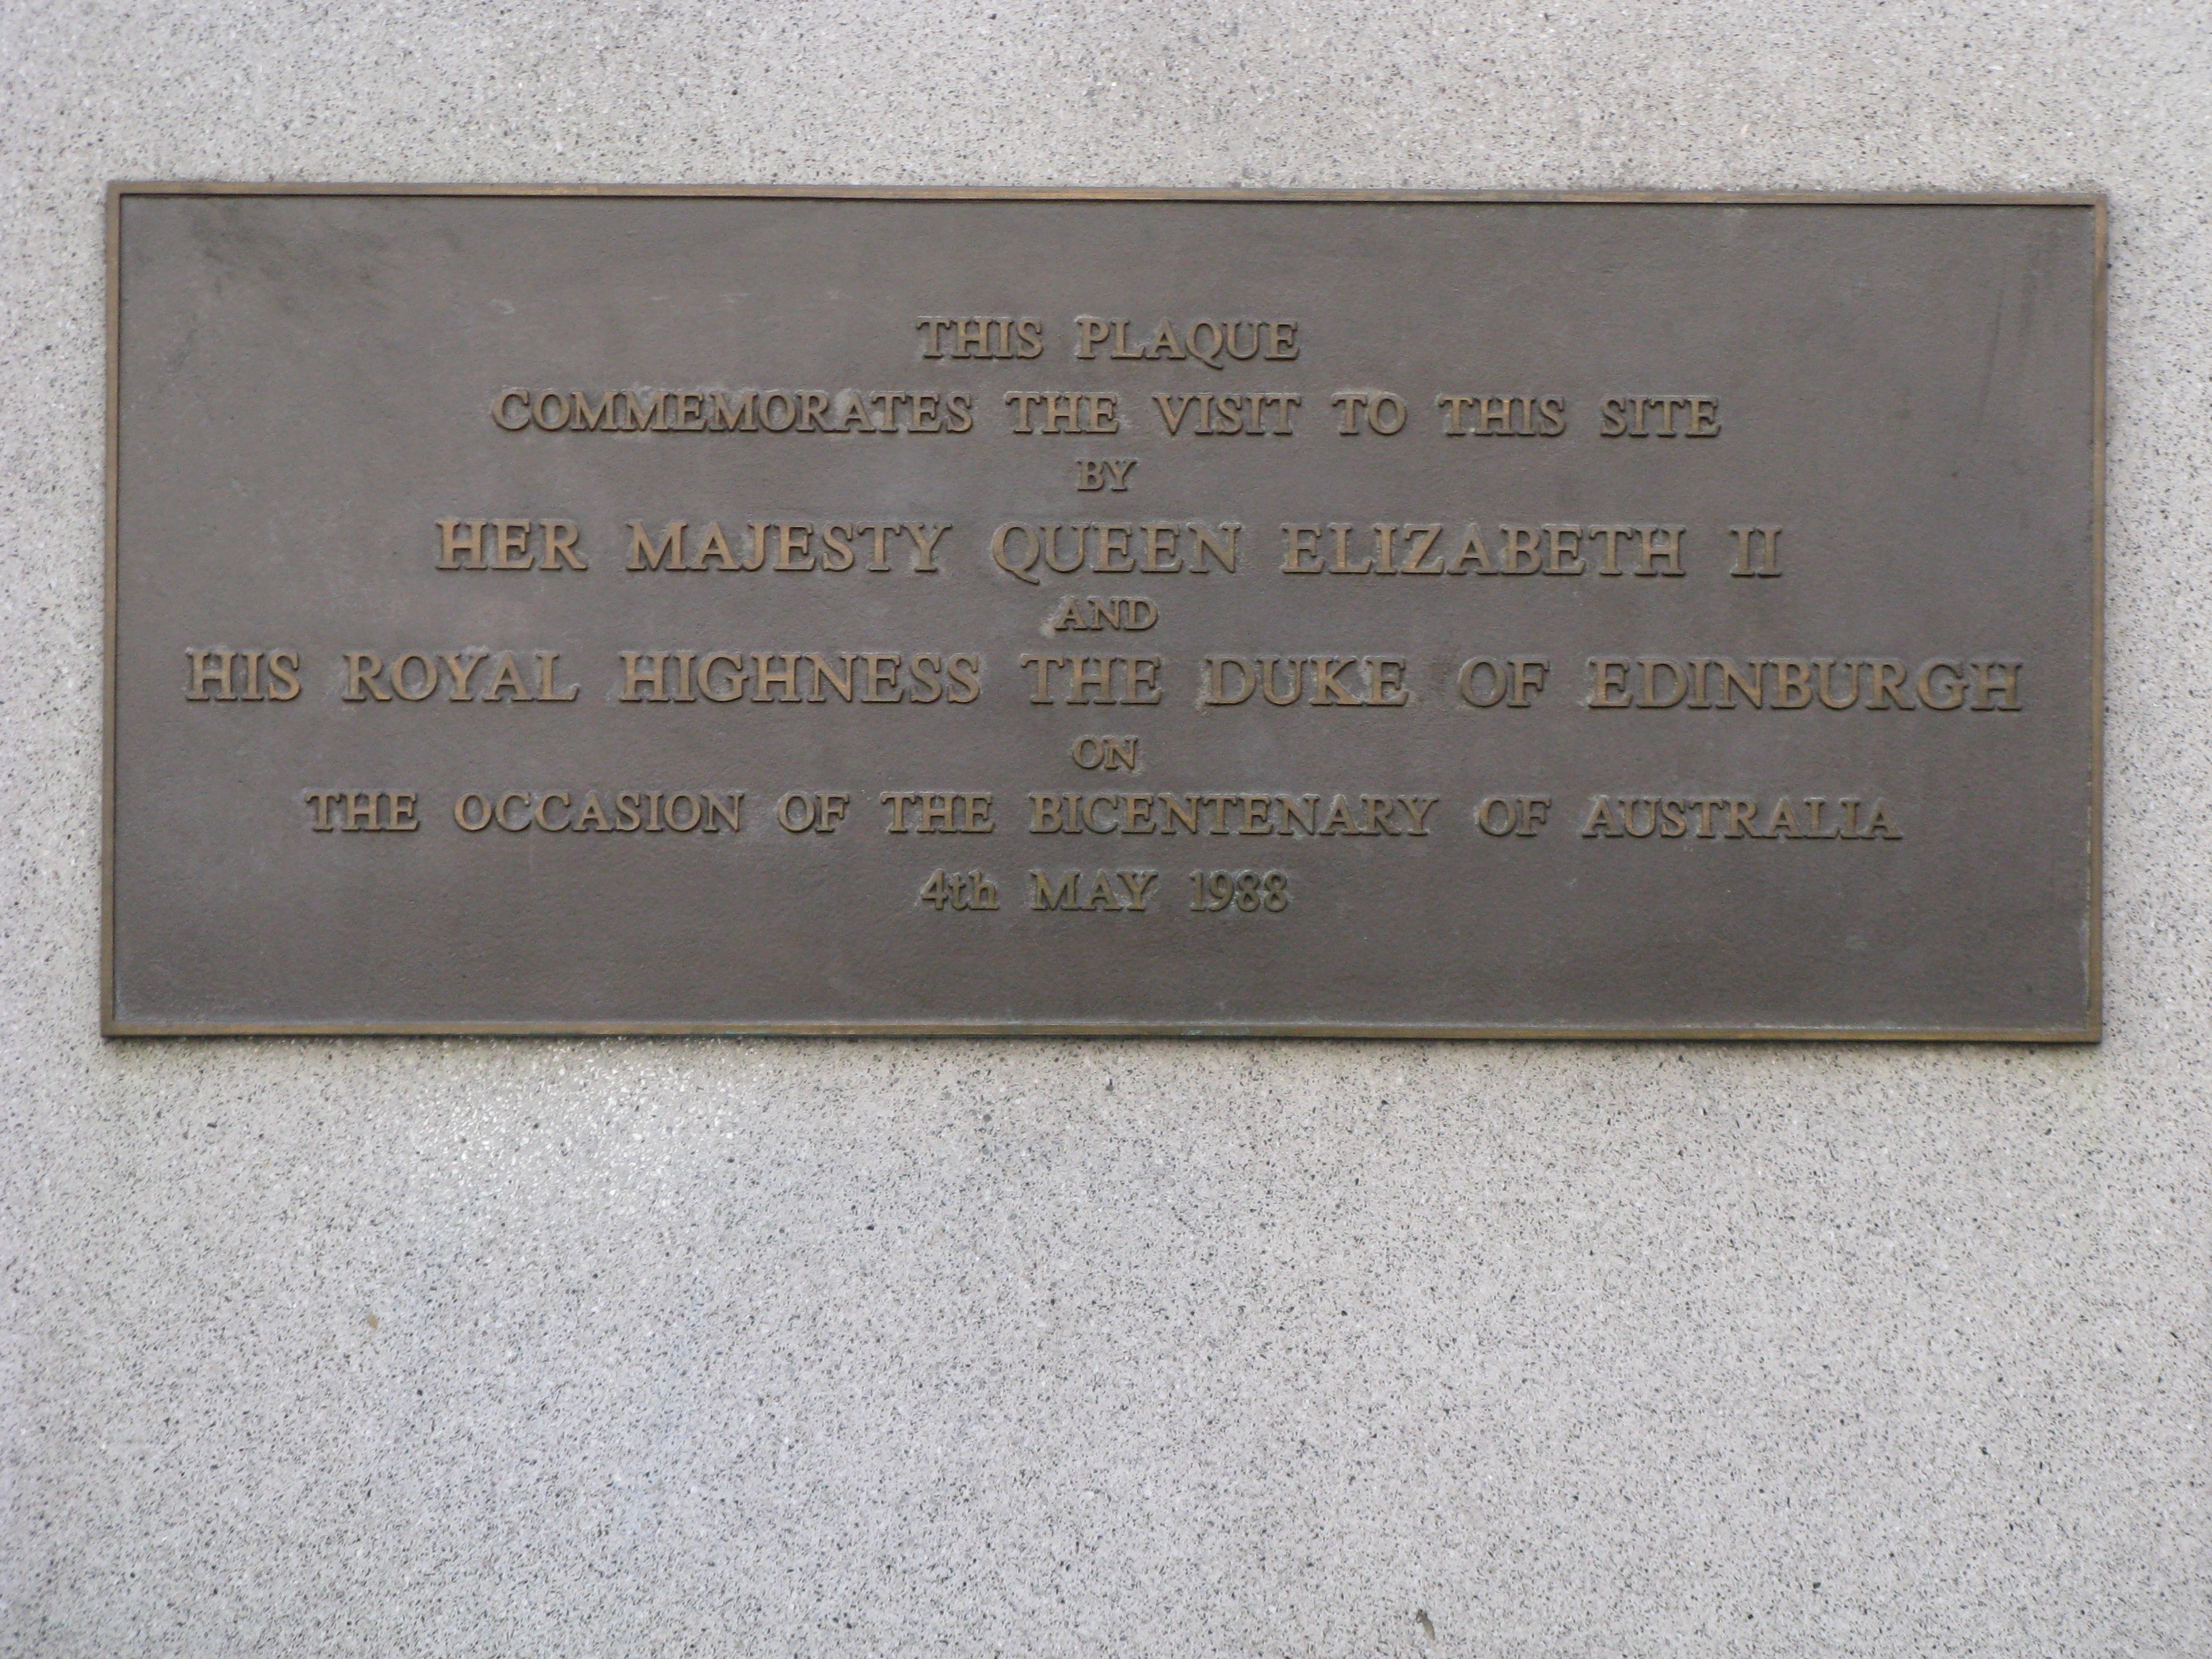 THIS PLAQUE
COMMEMORATES THE VISIT TO THIS SITE
BY
HER MAJESTY QUEEN ELIZABETH II
AND
HIS ROYAL HIGHNESS THE DUKE OF EDINBURGH
ON
THE OCCASION OF THE BICENTENARY OF AUSTRALIA
4th MAY 1988